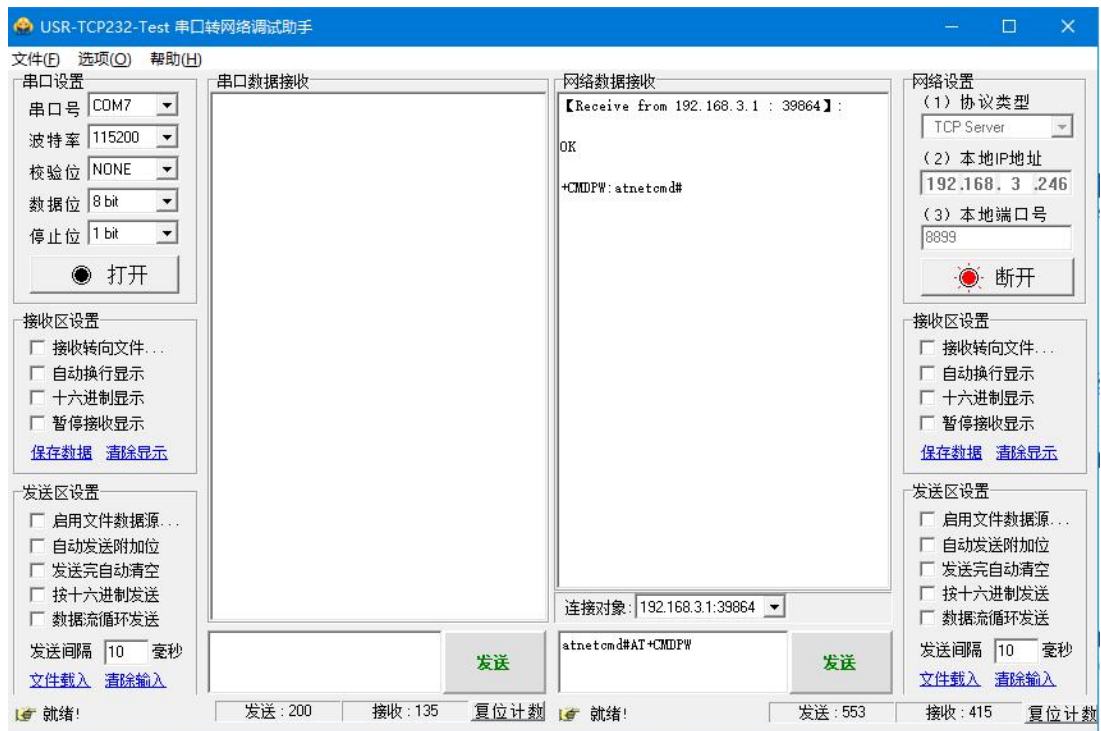 USR-TCP232-Test 串口转网络调试助手
文件(F) 选项(O) 帮助(H)
串口设置
串口号 COM7
波特率 115200
校验位 NONE
数据位 8 bit
停止位 1 bit
打开
接收区设置
接收转向文件...
自动换行显示
十六进制显示
暂停接收显示
保存数据 清除显示
发送区设置
启用文件数据源...
自动发送附加位
发送完自动清空
按十六进制发送
数据流循环发送
发送间隔 10 毫秒
文件载入 清除输入
串口数据接收
发送
网络数据接收
【Receive from 192.168.3.1 : 39864】:
OK
+CMDPW:atnetcmd#
连接对象: 192.168.3.1:39864
atnetcmd#AT+CMDPW
发送
网络设置
(1) 协议类型
TCP Server
(2) 本地IP地址
192.168. 3 .246
(3) 本地端口号
8899
断开
接收区设置
接收转向文件...
自动换行显示
十六进制显示
暂停接收显示
保存数据 清除显示
发送区设置
启用文件数据源...
自动发送附加位
发送完自动清空
按十六进制发送
数据流循环发送
发送间隔 10 毫秒
文件载入 清除输入
就绪! 发送:200 接收:135 复位计数 就绪! 发送:553 接收:415 复位计数